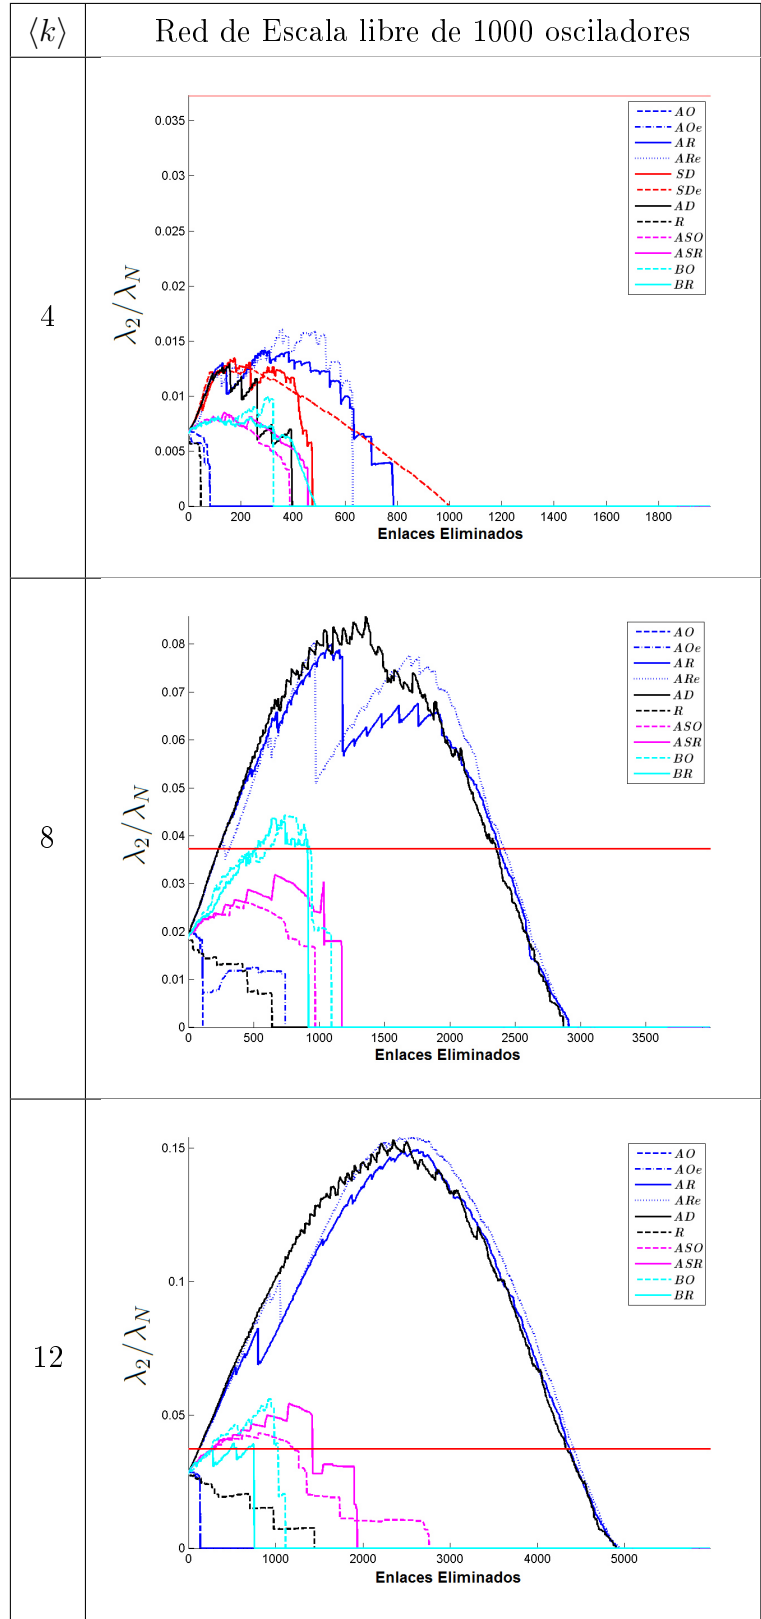 ⟨k⟩ Red de Escala libre de 1000 osciladores
4
λ₂/λ_N
0.035
0.03
0.025
0.02
0.015
0.01
0.005
0
0 200 400 600 800 1000 1200 1400 1600 1800
Enlaces Eliminados
AO
AOe
AR
ARe
SD
SDe
AD
R
ASO
ASR
BO
BR
8
λ₂/λ_N
0.08
0.07
0.06
0.05
0.04
0.03
0.02
0.01
0
0 500 1000 1500 2000 2500 3000 3500
Enlaces Eliminados
AO
AOe
AR
ARe
AD
R
ASO
ASR
BO
BR
12
λ₂/λ_N
0.15
0.1
0.05
0
0 1000 2000 3000 4000 5000
Enlaces Eliminados
AO
AOe
AR
ARe
AD
R
ASO
ASR
BO
BR